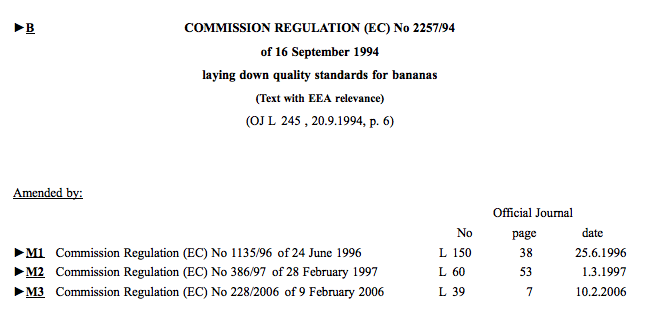 ►B COMMISSION REGULATION (EC) No 2257/94
of 16 September 1994
laying down quality standards for bananas
(Text with EEA relevance)
(OJ L 245 , 20.9.1994, p. 6)
Amended by:
Official Journal
No page date
►M1 Commission Regulation (EC) No 1135/96 of 24 June 1996 L 150 38 25.6.1996
►M2 Commission Regulation (EC) No 386/97 of 28 February 1997 L 60 53 1.3.1997
►M3 Commission Regulation (EC) No 228/2006 of 9 February 2006 L 39 7 10.2.2006